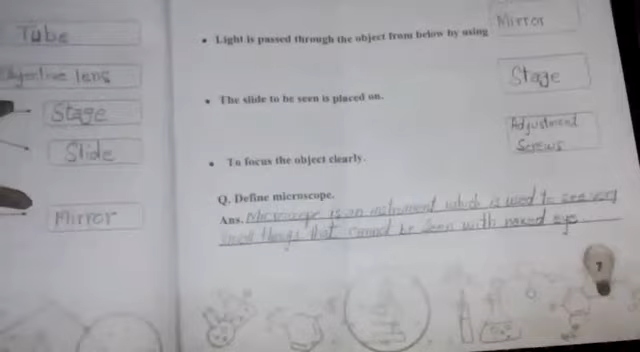 Tube
Objective lens
Stage
Slide
Mirror
• Light is passed through the object from below by using
Mirror
• The slide to be seen is placed on.
Stage
• To focus the object clearly.
Adjustment
Screws
Q. Define microscope.
Ans. Microscope is an instrument which is used to see very
small things that cannot be seen with naked eye.
7